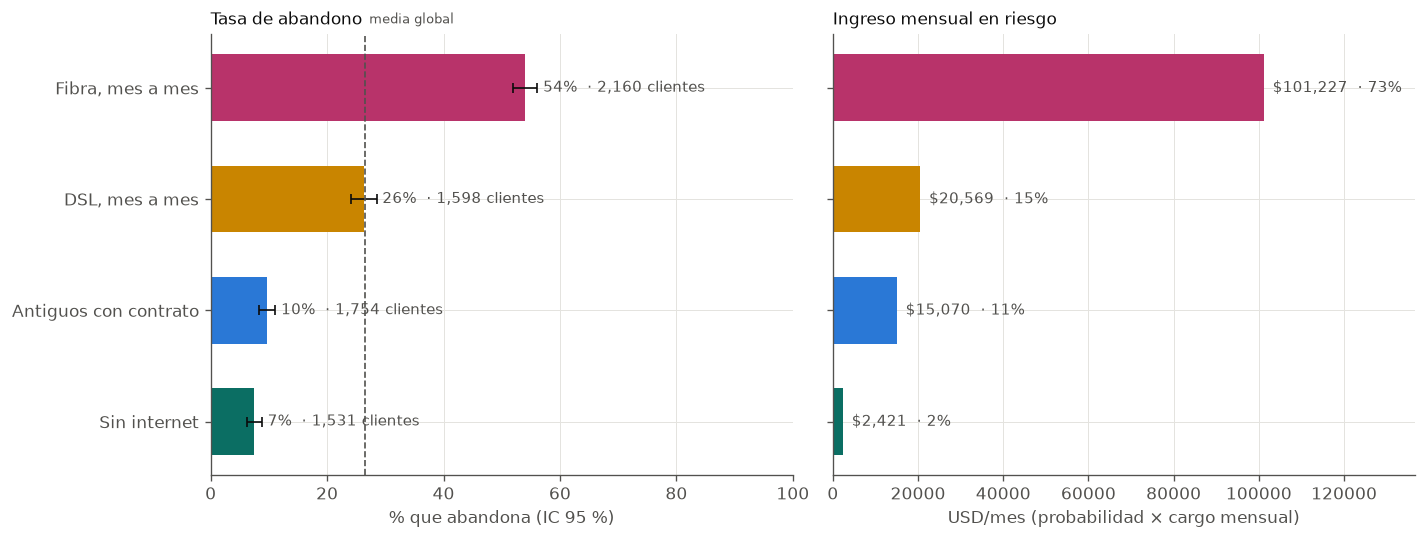 Tasa de abandono
media global
Fibra, mes a mes
54% · 2,160 clientes
DSL, mes a mes
26% · 1,598 clientes
Antiguos con contrato
10% · 1,754 clientes
Sin internet
7% · 1,531 clientes
0 20 40 60 80 100
% que abandona (IC 95 %)
Ingreso mensual en riesgo
$101,227 · 73%
$20,569 · 15%
$15,070 · 11%
$2,421 · 2%
0 20000 40000 60000 80000 100000 120000
USD/mes (probabilidad × cargo mensual)